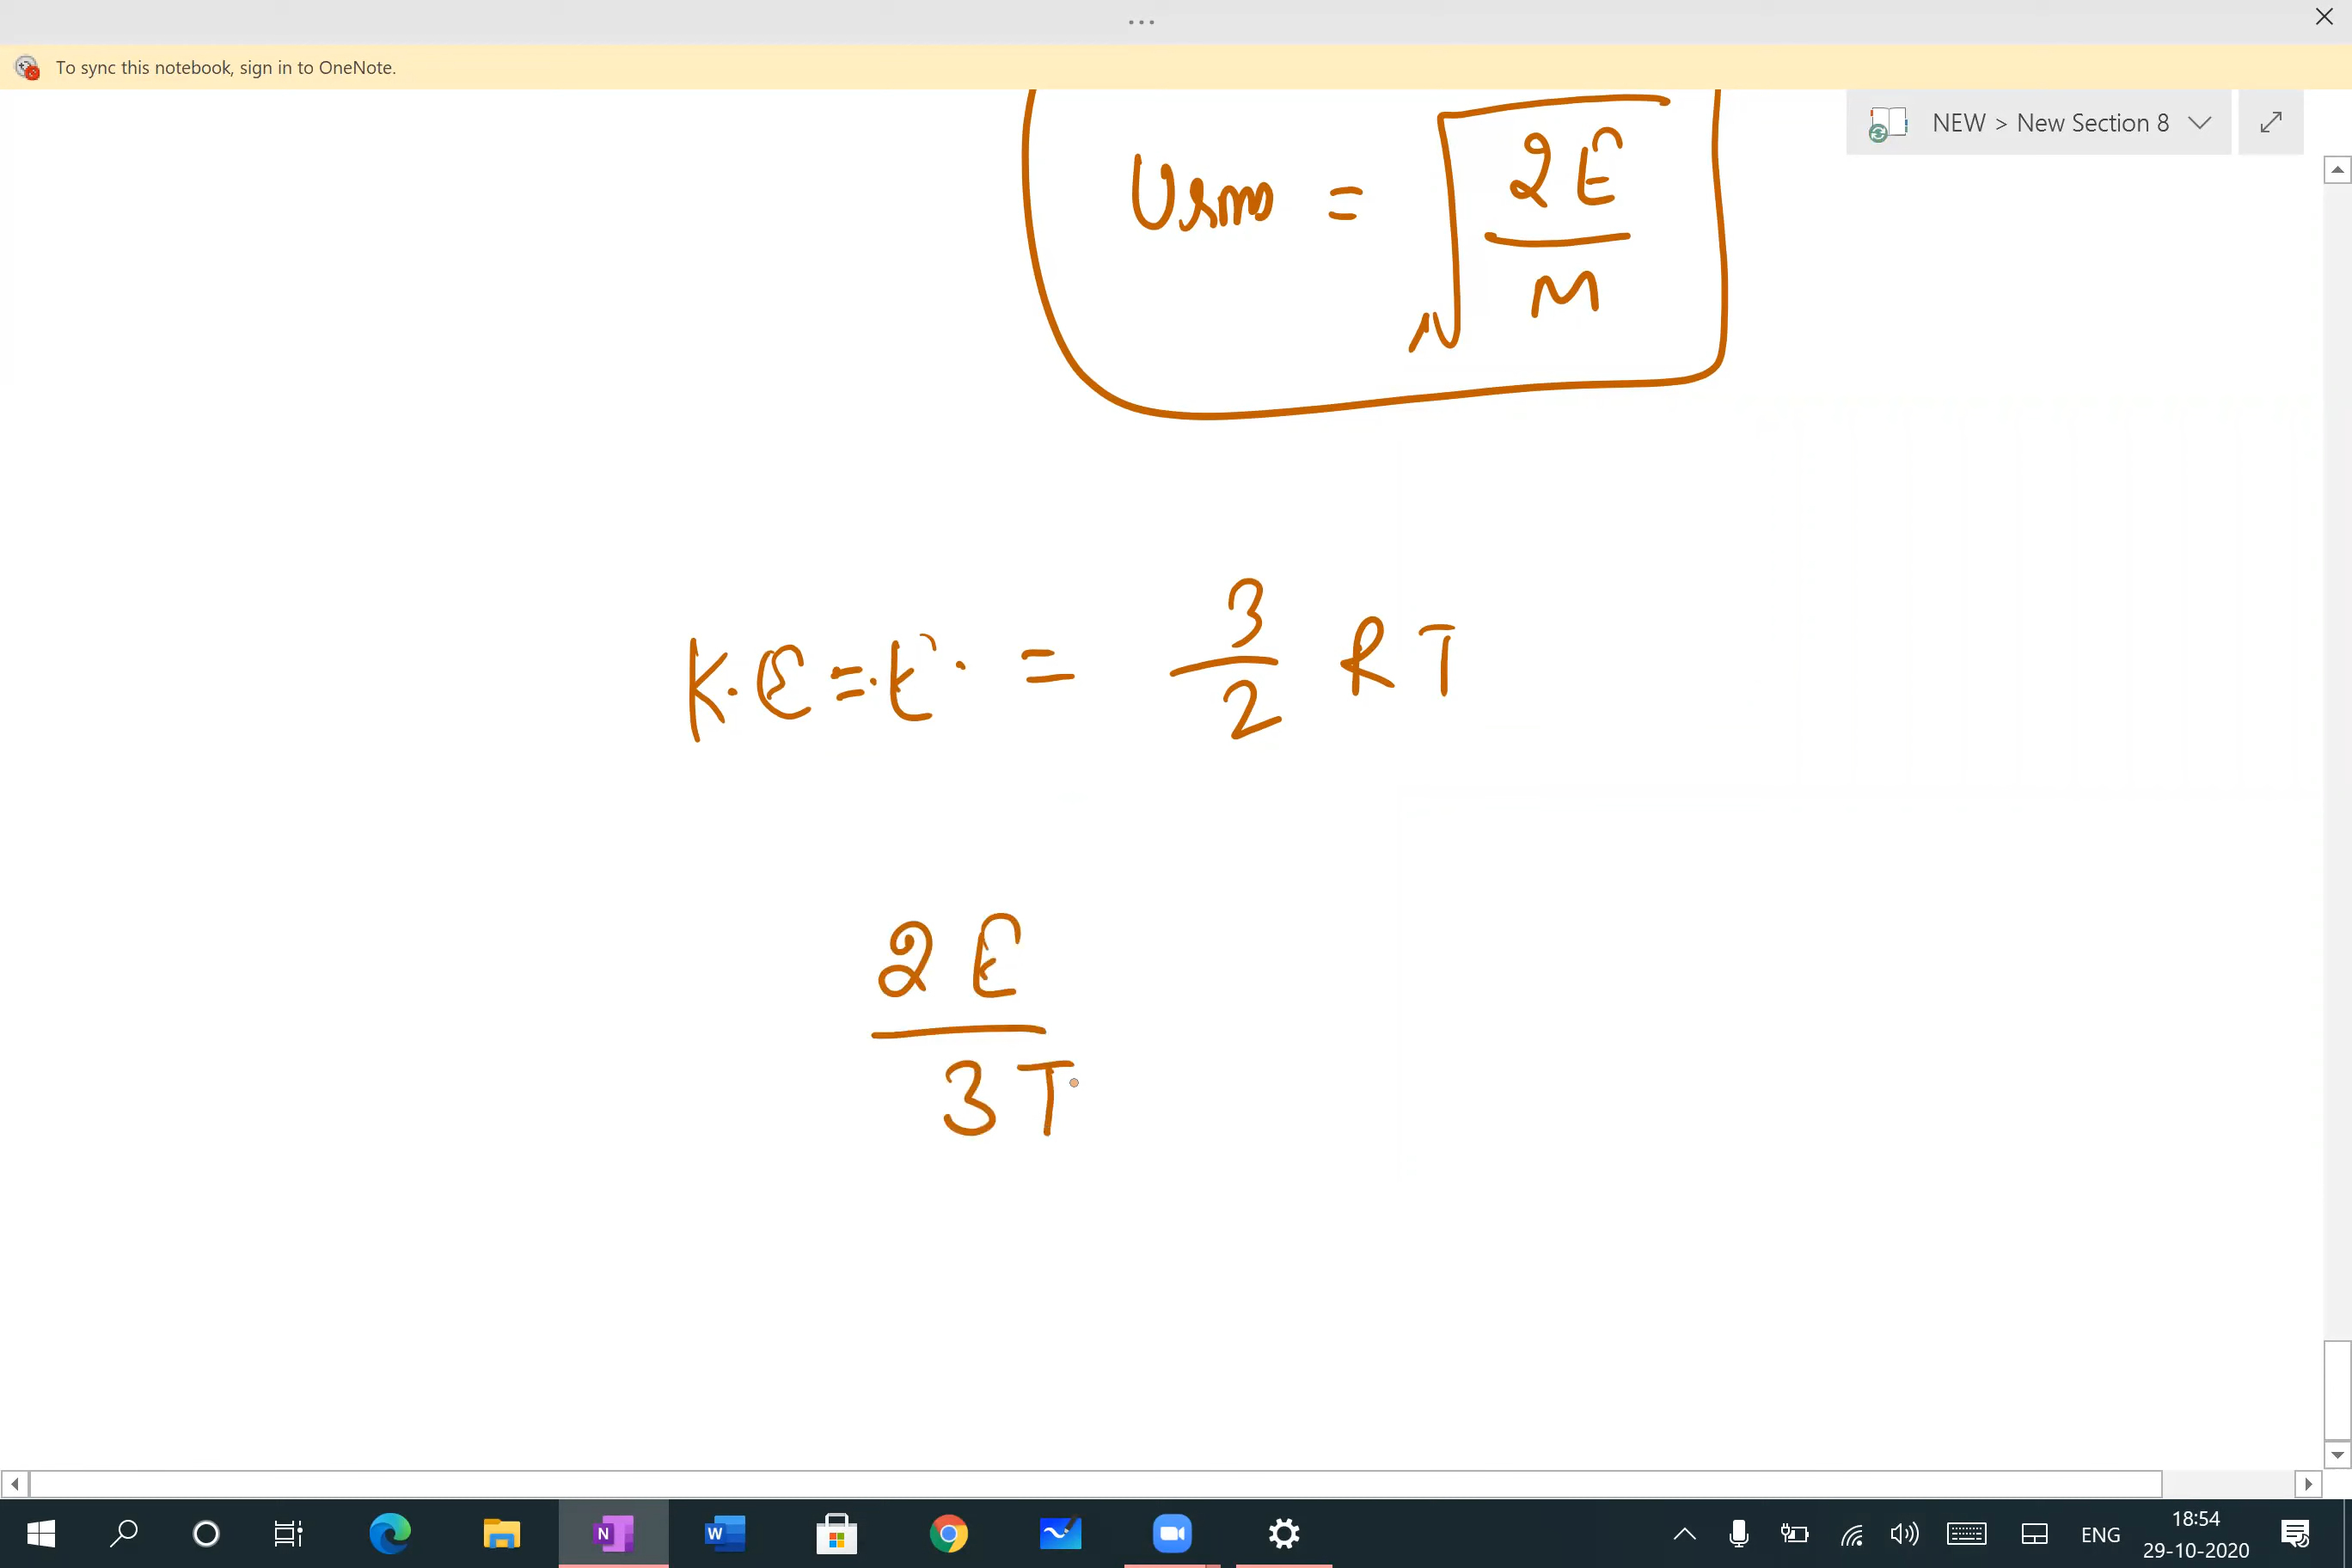 To sync this notebook, sign in to OneNote.
NEW > New Section 8
Urms = √(2E/M)
K.E = E = 3/2 RT
2E/3T
ENG
18:54
29-10-2020